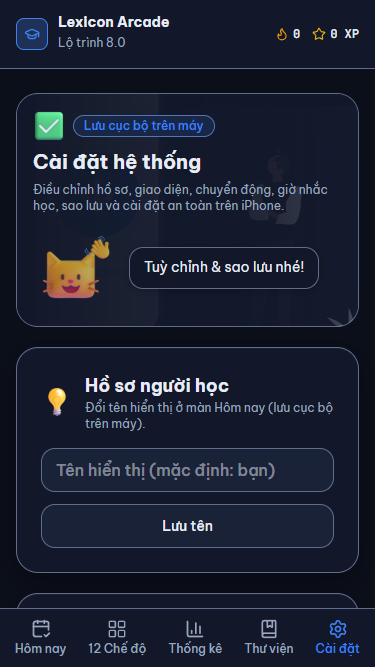 Lexicon Arcade
Lộ trình 8.0
0
0 XP
Lưu cục bộ trên máy
Cài đặt hệ thống
Điều chỉnh hồ sơ, giao diện, chuyển động, giờ nhắc
học, sao lưu và cài đặt an toàn trên iPhone.
Tuỳ chỉnh & sao lưu nhé!
Hồ sơ người học
Đổi tên hiển thị ở màn Hôm nay (lưu cục bộ
trên máy).
Tên hiển thị (mặc định: bạn)
Lưu tên
Hôm nay
12 Chế độ
Thống kê
Thư viện
Cài đặt